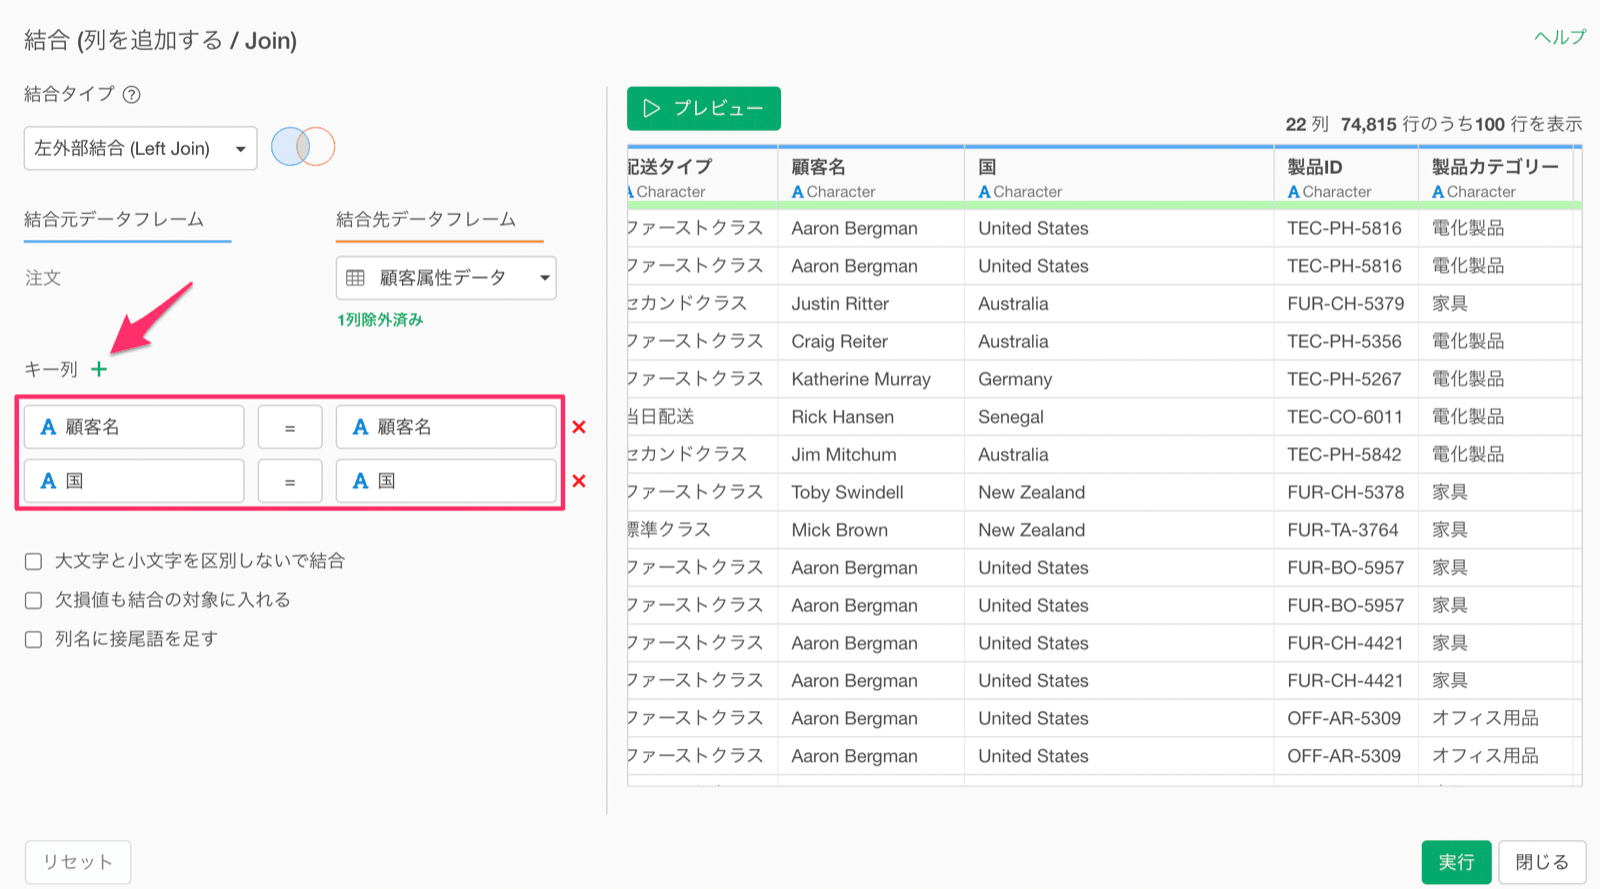 結合 (列を追加する / Join)
ヘルプ
結合タイプ ?
左外部結合 (Left Join)
結合元データフレーム
結合先データフレーム
注文
顧客属性データ
1列除外済み
キー列 +
A 顧客名 = A 顧客名 ×
A 国 = A 国 ×
大文字と小文字を区別しないで結合
欠損値も結合の対象に入れる
列名に接尾語を足す
リセット
プレビュー
22 列 74,815 行のうち100 行を表示
配送タイプ 顧客名 国 製品ID 製品カテゴリー
A Character A Character A Character A Character A Character
ファーストクラス Aaron Bergman United States TEC-PH-5816 電化製品
ファーストクラス Aaron Bergman United States TEC-PH-5816 電化製品
セカンドクラス Justin Ritter Australia FUR-CH-5379 家具
ファーストクラス Craig Reiter Australia TEC-PH-5356 電化製品
ファーストクラス Katherine Murray Germany TEC-PH-5267 電化製品
当日配送 Rick Hansen Senegal TEC-CO-6011 電化製品
セカンドクラス Jim Mitchum Australia TEC-PH-5842 電化製品
ファーストクラス Toby Swindell New Zealand FUR-CH-5378 家具
標準クラス Mick Brown New Zealand FUR-TA-3764 家具
ファーストクラス Aaron Bergman United States FUR-BO-5957 家具
ファーストクラス Aaron Bergman United States FUR-BO-5957 家具
ファーストクラス Aaron Bergman United States FUR-CH-4421 家具
ファーストクラス Aaron Bergman United States FUR-CH-4421 家具
ファーストクラス Aaron Bergman United States OFF-AR-5309 オフィス用品
ファーストクラス Aaron Bergman United States OFF-AR-5309 オフィス用品
実行
閉じる